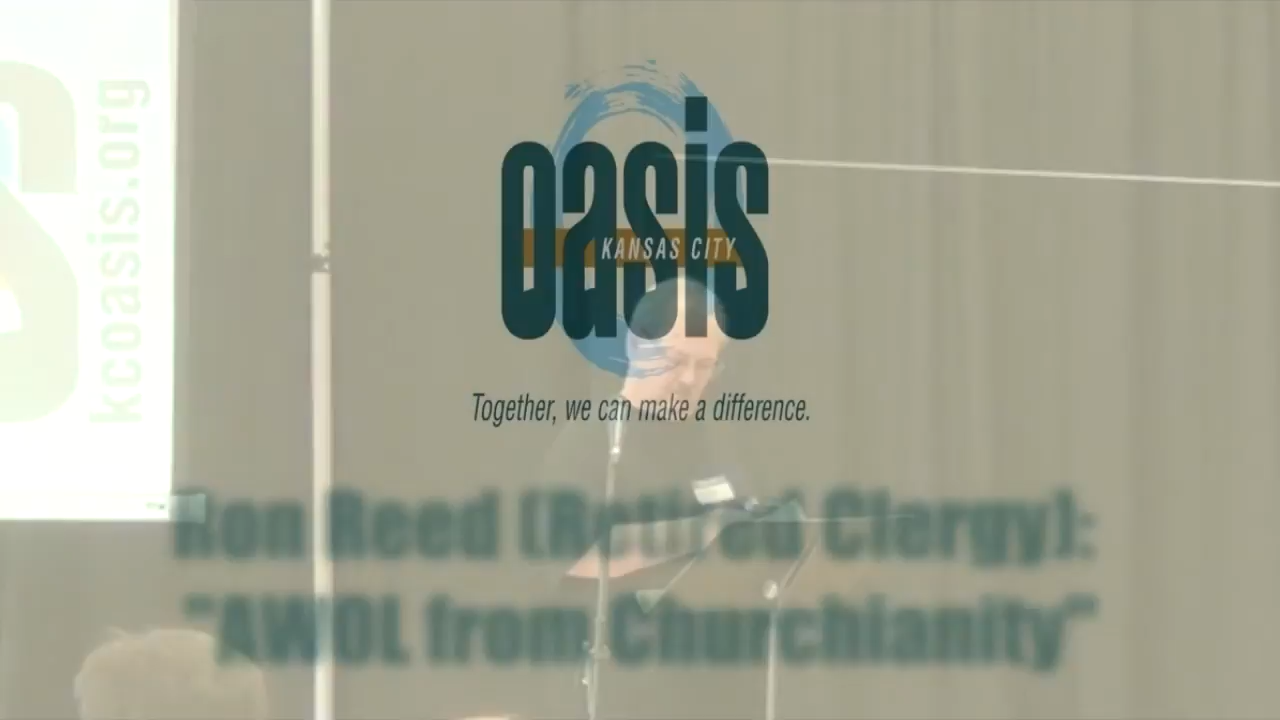 kcoasis.org
oasis
KANSAS CITY
Together, we can make a difference.
Ron Reed (Retired Clergy):
"AWOL from Churchianity"